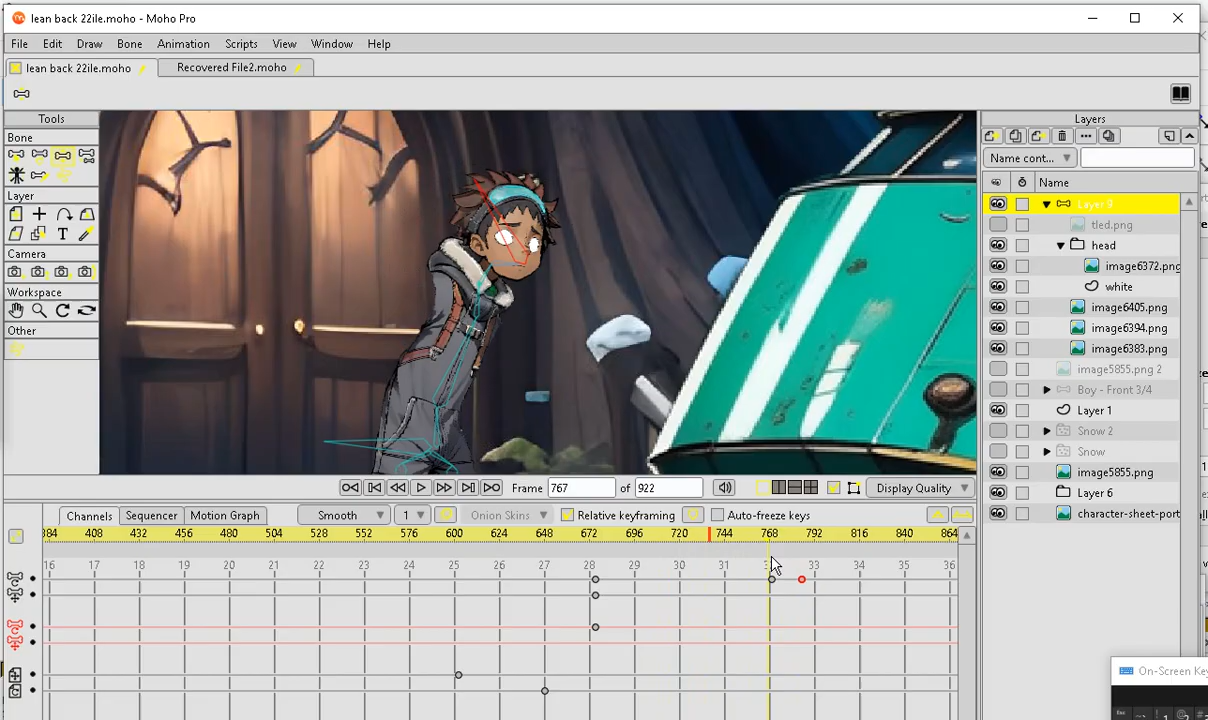 lean back 22ile.moho - Moho Pro
File Edit Draw Bone Animation Scripts View Window Help
lean back 22ile.moho Recovered File2.moho
Tools
Bone
Layer
Camera
Workspace
Other
Layers
Name cont...
Name
Layer 9
tled.png
head
image6372.png
white
image6405.png
image6394.png
image6383.png
image5855.png 2
Boy - Front 3/4
Layer 1
Snow 2
Snow
image5855.png
Layer 6
character-sheet-port
Frame 767 of 922 Display Quality
Channels Sequencer Motion Graph Smooth 1 Onion Skins Relative keyframing Auto-freeze keys
384 408 432 456 480 504 528 552 576 600 624 648 672 696 720 744 768 792 816 840 864
16 17 18 19 20 21 22 23 24 25 26 27 28 29 30 31 33 34 35 36
On-Screen Key